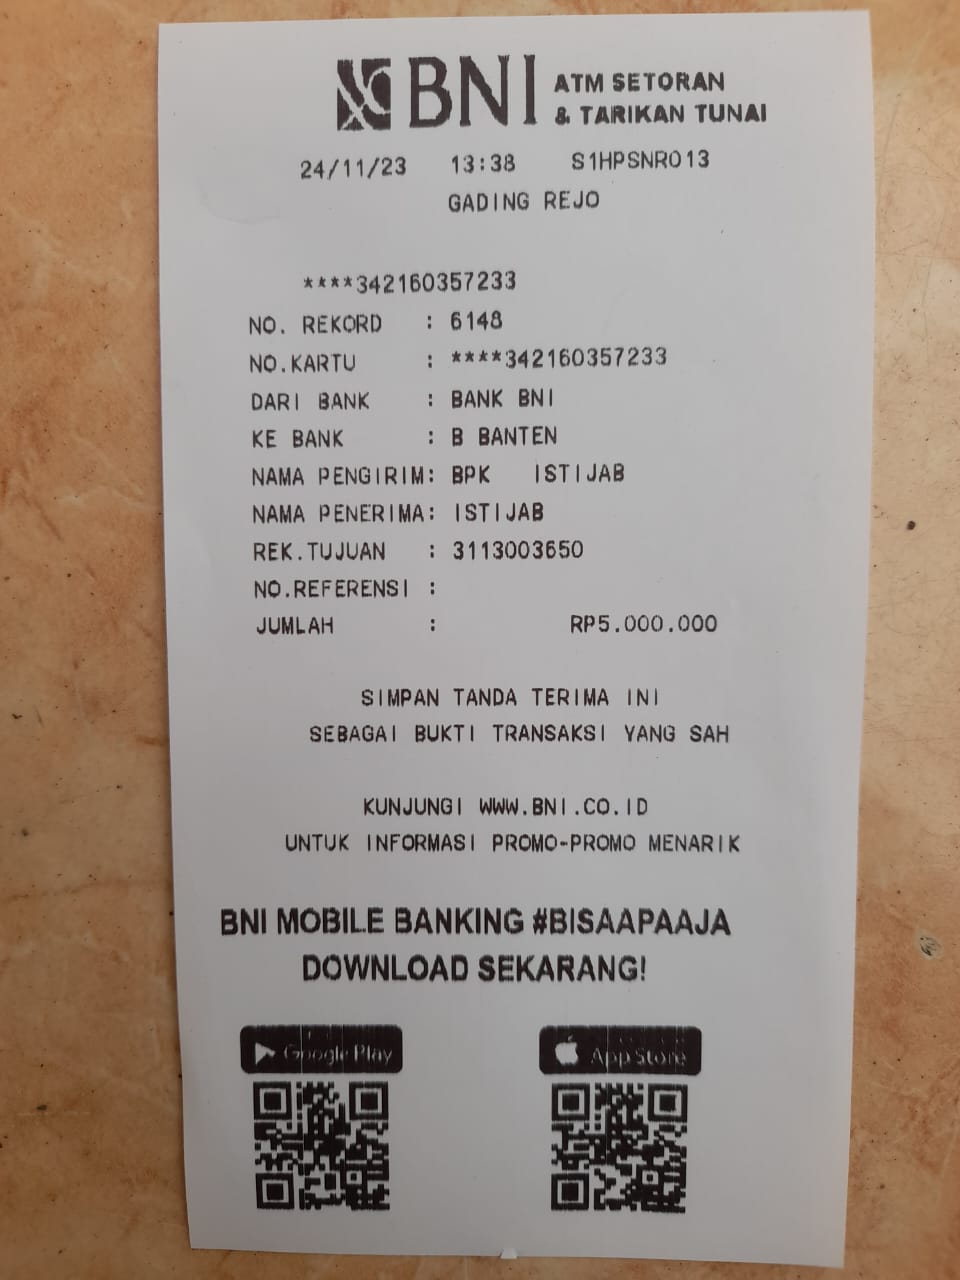 BNI ATM SETORAN
& TARIKAN TUNAI
24/11/23 13:38 S1HPSNR013
GADING REJO
****342160357233
NO. REKORD : 6148
NO.KARTU : ****342160357233
DARI BANK : BANK BNI
KE BANK : B BANTEN
NAMA PENGIRIM: BPK ISTIJAB
NAMA PENERIMA: ISTIJAB
REK.TUJUAN : 3113003650
NO.REFERENSI :
JUMLAH : RP5.000.000
SIMPAN TANDA TERIMA INI
SEBAGAI BUKTI TRANSAKSI YANG SAH
KUNJUNGI WWW.BNI.CO.ID
UNTUK INFORMASI PROMO-PROMO MENARIK
BNI MOBILE BANKING #BISAAPAAJA
DOWNLOAD SEKARANG!
Google Play App Store